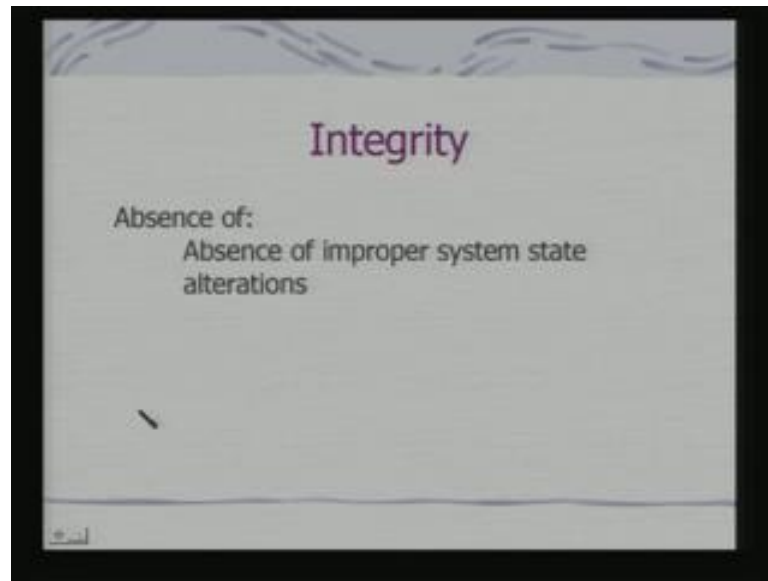 Integrity
Absence of:
Absence of improper system state
alterations